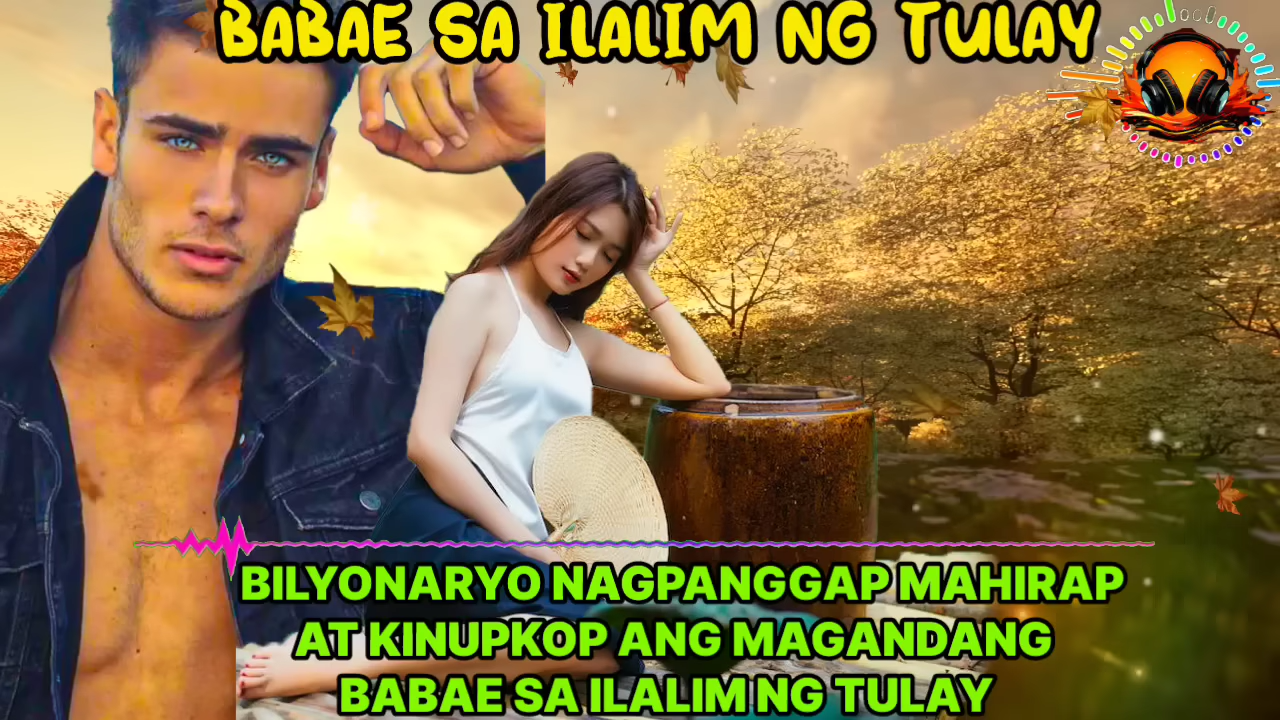 BABAE SA ILALIM NG TULAY
BILYONARYO NAGPANGGAP MAHIRAP
AT KINUPKOP ANG MAGANDANG
BABAE SA ILALIM NG TULAY